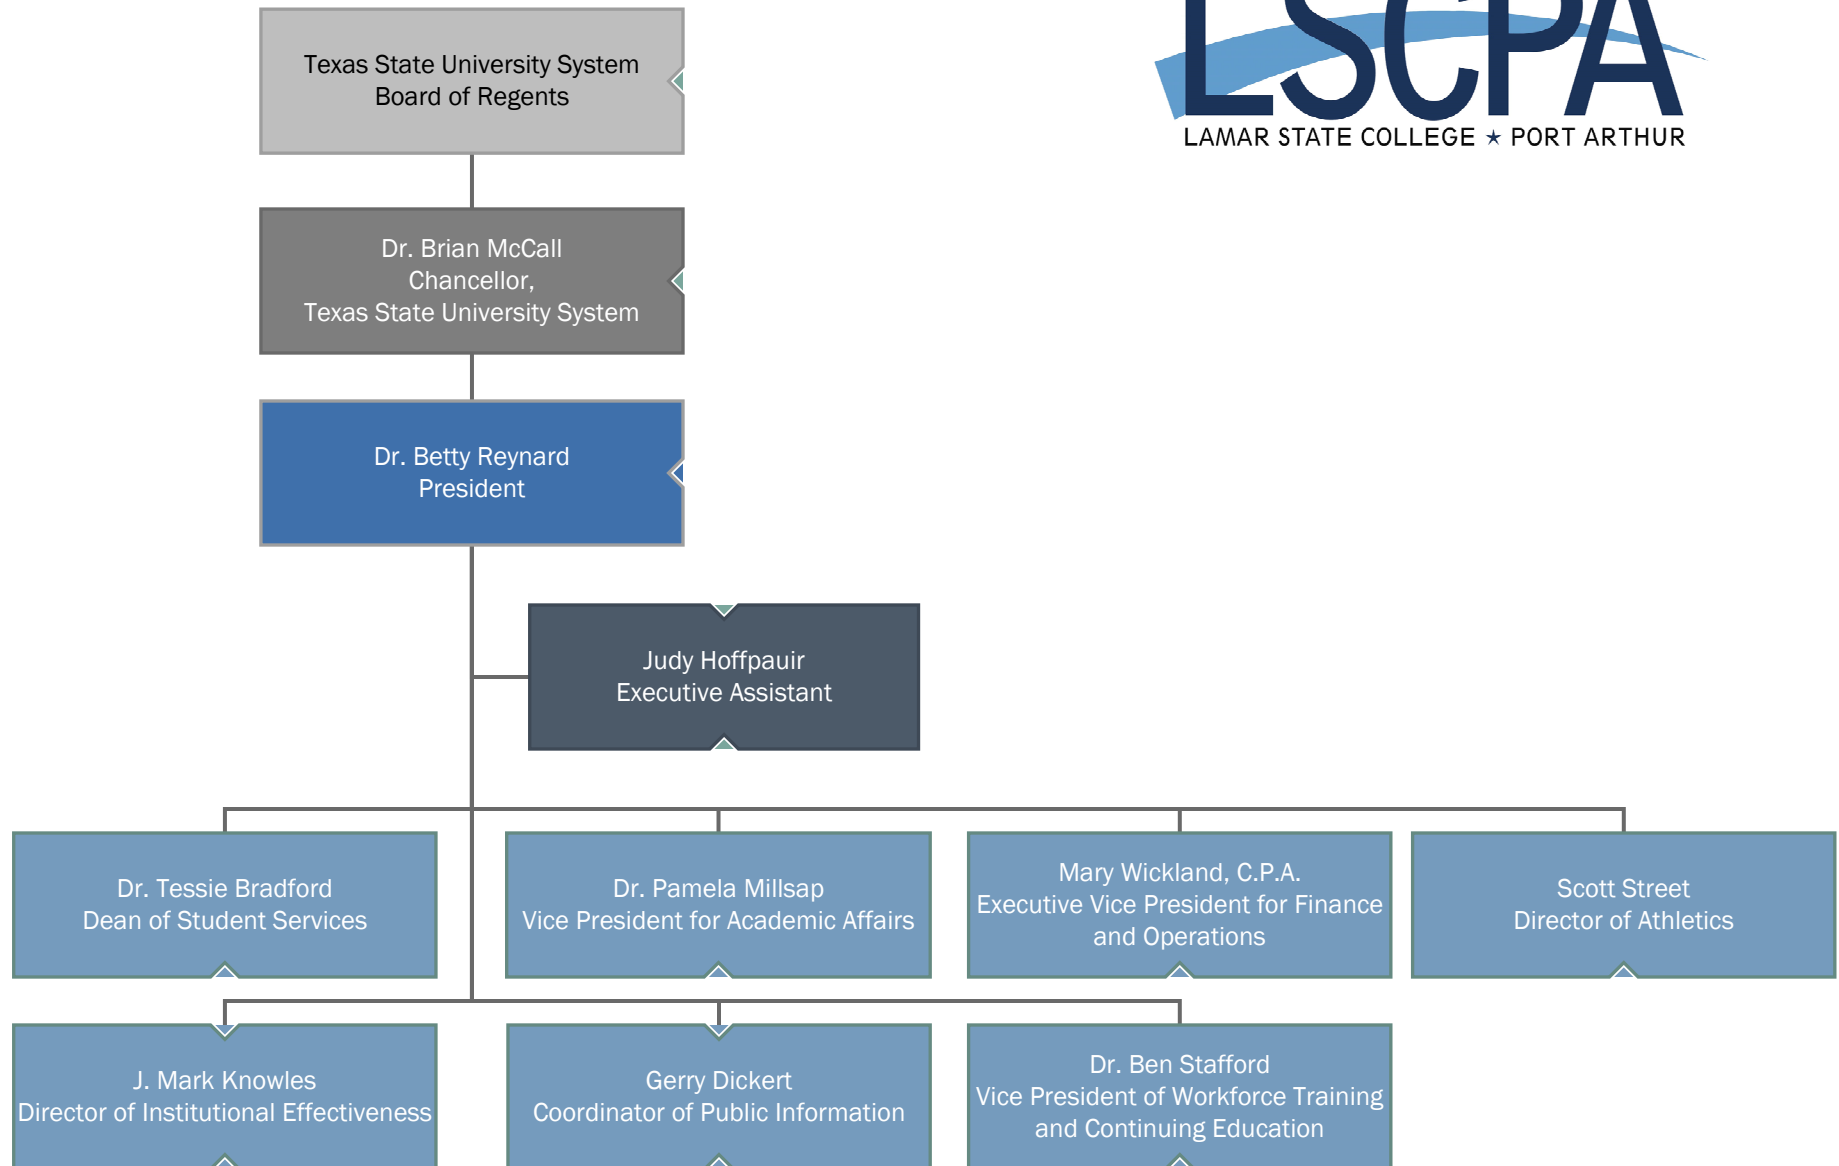 Texas State University System
Board of Regents
LSCPA
LAMAR STATE COLLEGE ★ PORT ARTHUR
Dr. Brian McCall
Chancellor,
Texas State University System
Dr. Betty Reynard
President
Judy Hoffpauir
Executive Assistant
Dr. Tessie Bradford
Dean of Student Services
Dr. Pamela Millsap
Vice President for Academic Affairs
Mary Wickland, C.P.A.
Executive Vice President for Finance
and Operations
Scott Street
Director of Athletics
J. Mark Knowles
Director of Institutional Effectiveness
Gerry Dickert
Coordinator of Public Information
Dr. Ben Stafford
Vice President of Workforce Training
and Continuing Education